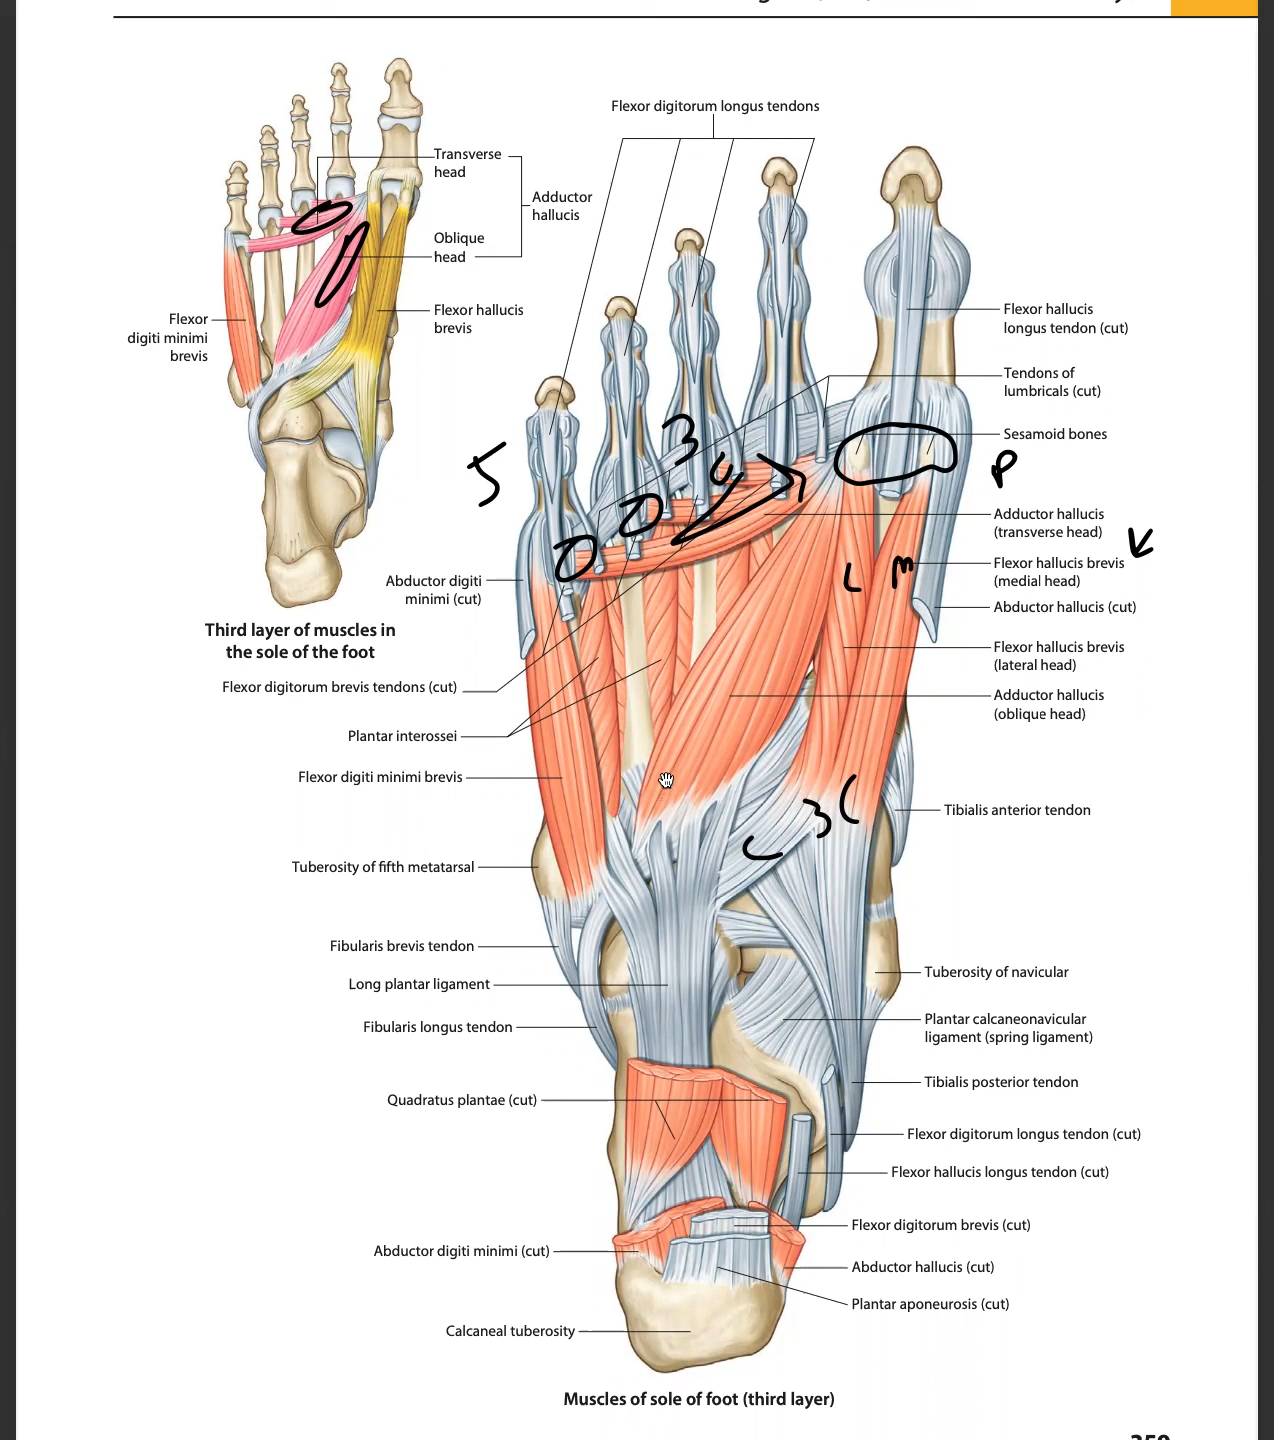 Flexor digitorum longus tendons
Transverse
head
Adductor
hallucis
Oblique
head
Flexor hallucis
brevis
Flexor
digiti minimi
brevis
Third layer of muscles in
the sole of the foot
Flexor hallucis
longus tendon (cut)
Tendons of
lumbricals (cut)
Sesamoid bones
P
5
3
4
Adductor hallucis
(transverse head)
Flexor hallucis brevis
(medial head)
L M
Abductor digiti
minimi (cut)
Abductor hallucis (cut)
Flexor hallucis brevis
(lateral head)
Flexor digitorum brevis tendons (cut)
Adductor hallucis
(oblique head)
Plantar interossei
Flexor digiti minimi brevis
Tibialis anterior tendon
3
Tuberosity of fifth metatarsal
Fibularis brevis tendon
Tuberosity of navicular
Long plantar ligament
Plantar calcaneonavicular
ligament (spring ligament)
Fibularis longus tendon
Tibialis posterior tendon
Quadratus plantae (cut)
Flexor digitorum longus tendon (cut)
Flexor hallucis longus tendon (cut)
Flexor digitorum brevis (cut)
Abductor digiti minimi (cut)
Abductor hallucis (cut)
Plantar aponeurosis (cut)
Calcaneal tuberosity
Muscles of sole of foot (third layer)